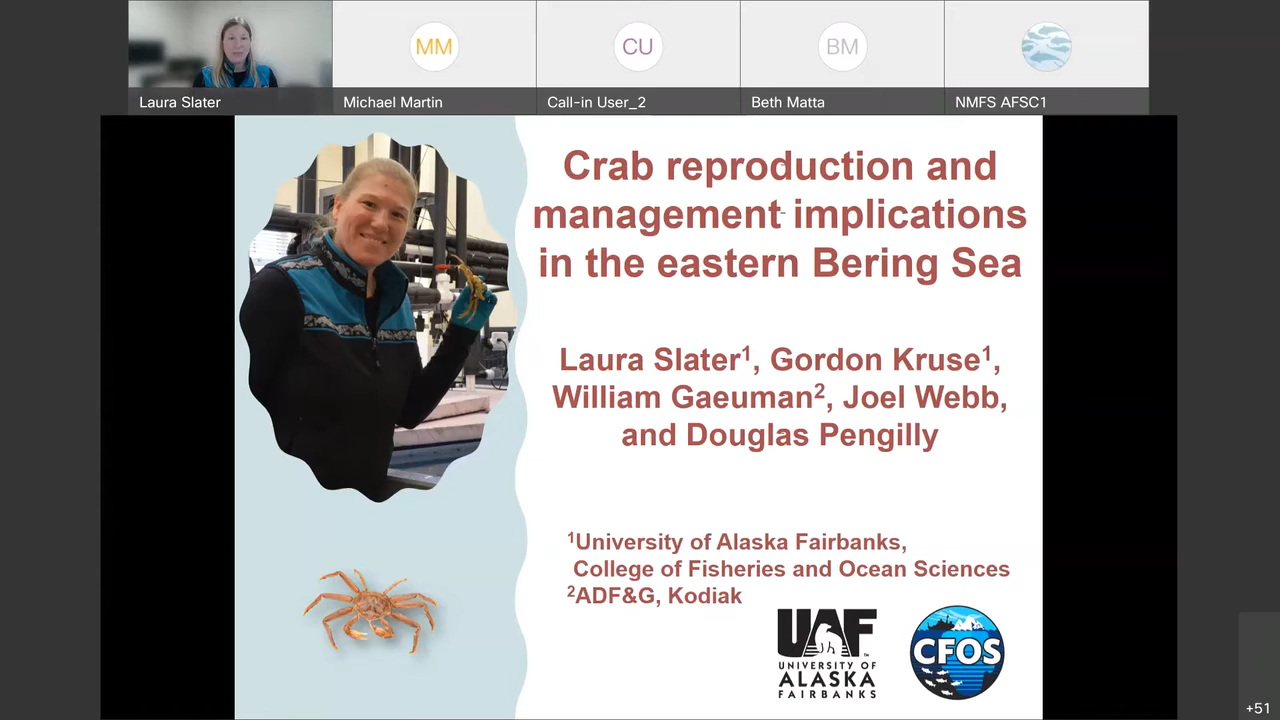 MM
CU
BM
Laura Slater
Michael Martin
Call-in User_2
Beth Matta
NMFS AFSC1
Crab reproduction and
management implications
in the eastern Bering Sea
Laura Slater¹, Gordon Kruse¹,
William Gaeuman², Joel Webb,
and Douglas Pengilly
¹University of Alaska Fairbanks,
College of Fisheries and Ocean Sciences
²ADF&G, Kodiak
UAF
TM
UNIVERSITY OF
ALASKA
FAIRBANKS
CFOS
+51